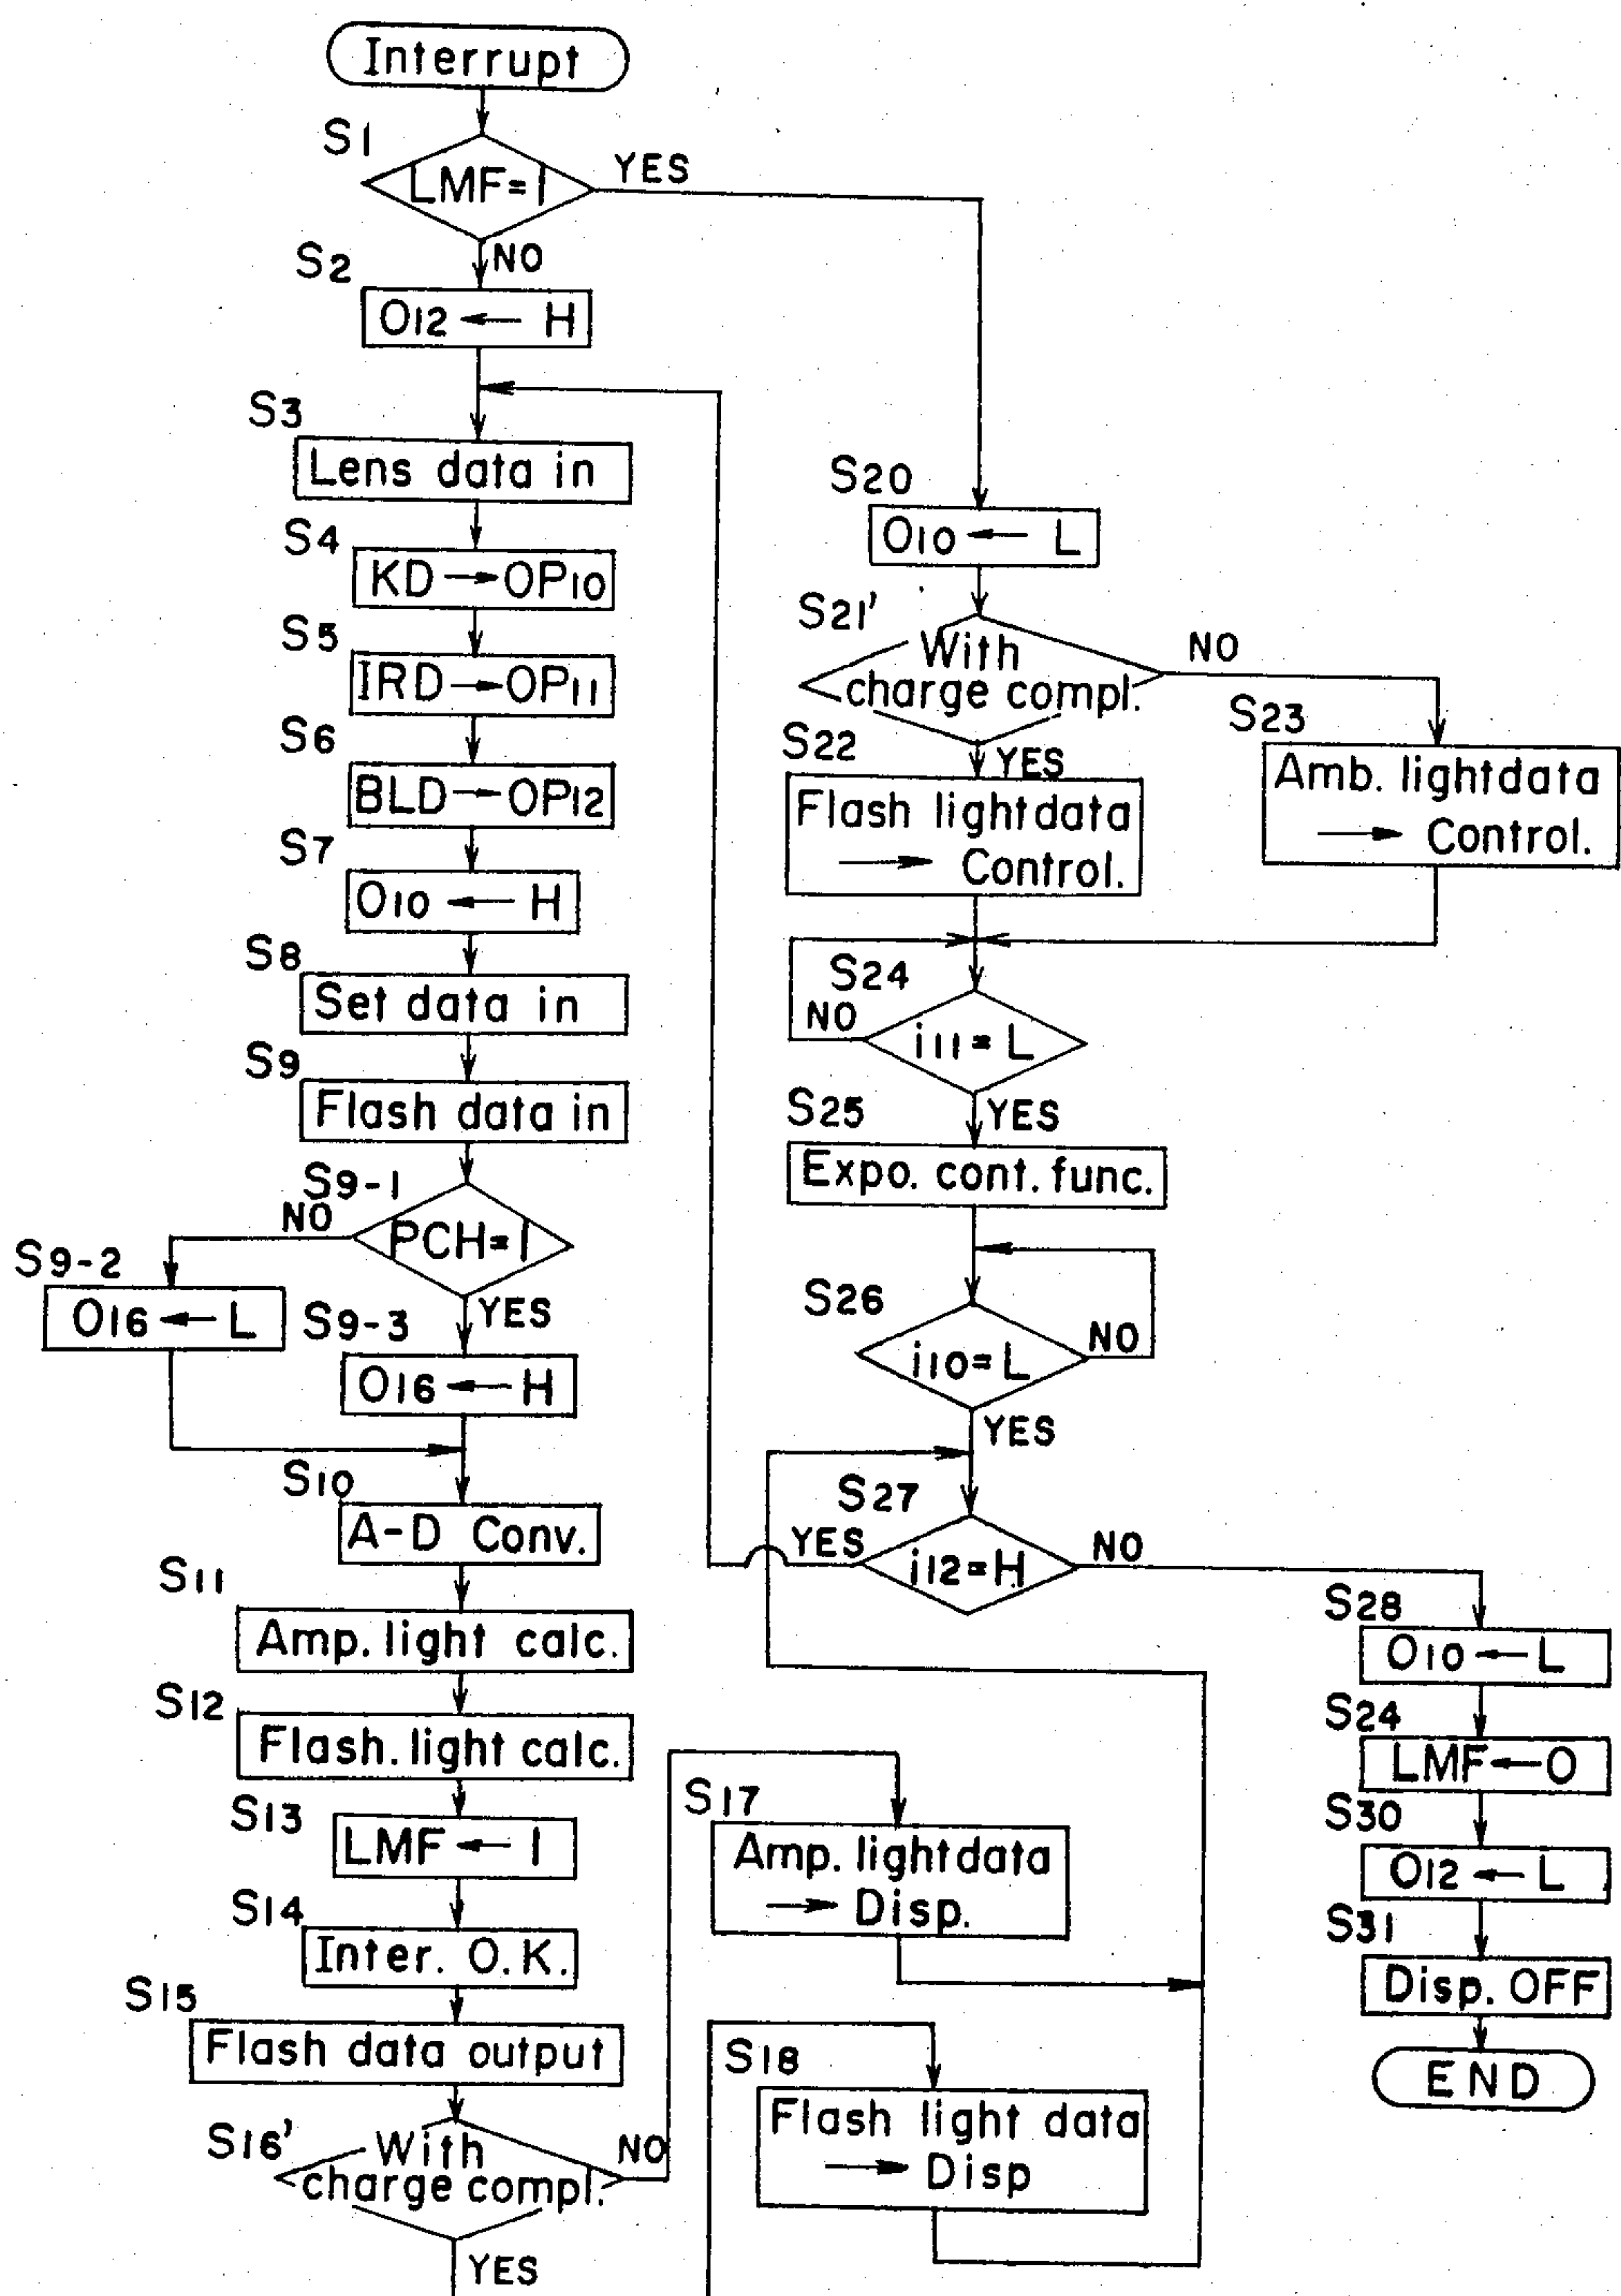 Interrupt
S1
LMF=1
YES
NO
S2
O12 ← H
S3
Lens data in
S4
KD → OP10
S5
IRD → OP11
S6
BLD → OP12
S7
O10 ← H
S8
Set data in
S9
Flash data in
S9-1
PCH=1
NO
YES
S9-2
O16 ← L
S9-3
O16 ← H
S10
A-D Conv.
S11
Amp. light calc.
S12
Flash. light calc.
S13
LMF ← 1
S14
Inter. O.K.
S15
Flash data output
S16'
With
charge compl.
NO
YES
S17
Amp. lightdata
→ Disp.
S18
Flash light data
→ Disp
S20
O10 ← L
S21'
With
charge compl.
NO
YES
S22
Flash lightdata
→ Control.
S23
Amb. lightdata
→ Control.
S24
i11=L
NO
YES
S25
Expo. cont. func.
S26
i10=L
NO
YES
S27
i12=H
YES
NO
S28
O10 ← L
S24
LMF ← O
S30
O12 ← L
S31
Disp. OFF
END